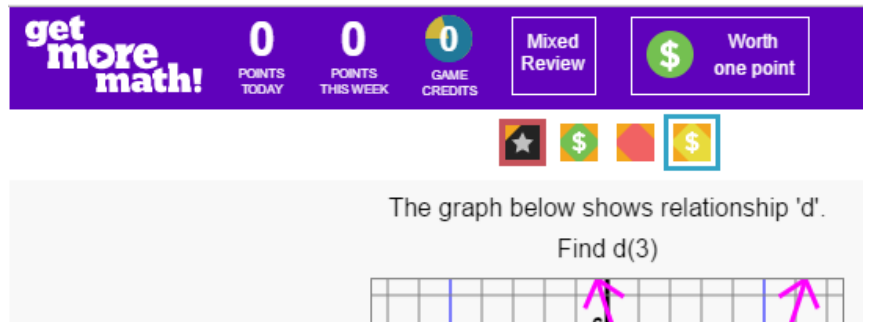 get
more
math!
0
POINTS
TODAY
0
POINTS
THIS WEEK
0
GAME
CREDITS
Mixed
Review
$
Worth
one point
$
$
The graph below shows relationship 'd'.
Find d(3)